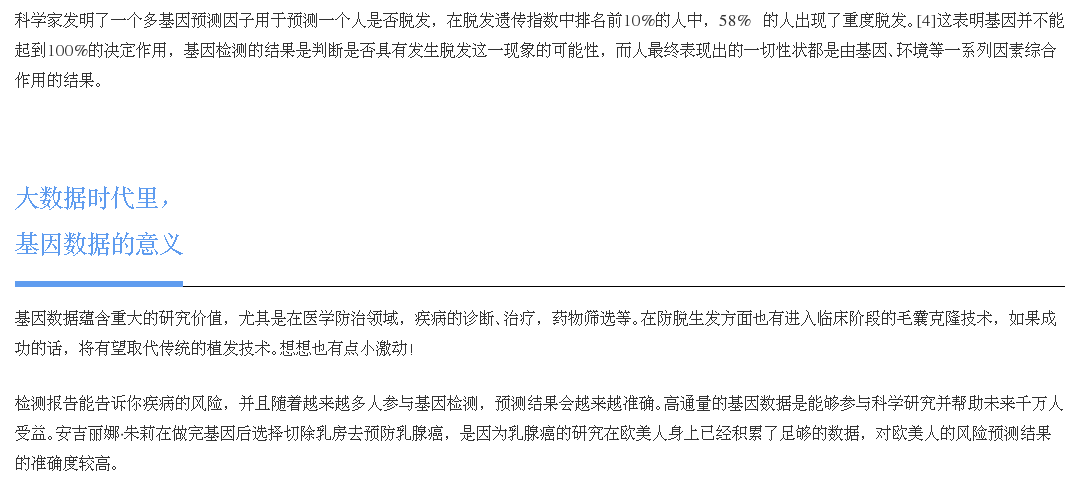 科学家发明了一个多基因预测因子用于预测一个人是否脱发，在脱发遗传指数中排名前10%的人中，58% 的人出现了重度脱发。[4]这表明基因并不能
起到100%的决定作用，基因检测的结果是判断是否具有发生脱发这一现象的可能性，而人最终表现出的一切性状都是由基因、环境等一系列因素综合
作用的结果。
大数据时代里，
基因数据的意义
基因数据蕴含重大的研究价值，尤其是在医学防治领域，疾病的诊断、治疗，药物筛选等。在防脱生发方面也有进入临床阶段的毛囊克隆技术，如果成
功的话，将有望取代传统的植发技术。想想也有点小激动！
检测报告能告诉你疾病的风险，并且随着越来越多人参与基因检测，预测结果会越来越准确。高通量的基因数据是能够参与科学研究并帮助未来千万人
受益。安吉丽娜·朱莉在做完基因后选择切除乳房去预防乳腺癌，是因为乳腺癌的研究在欧美人身上已经积累了足够的数据，对欧美人的风险预测结果
的准确度较高。